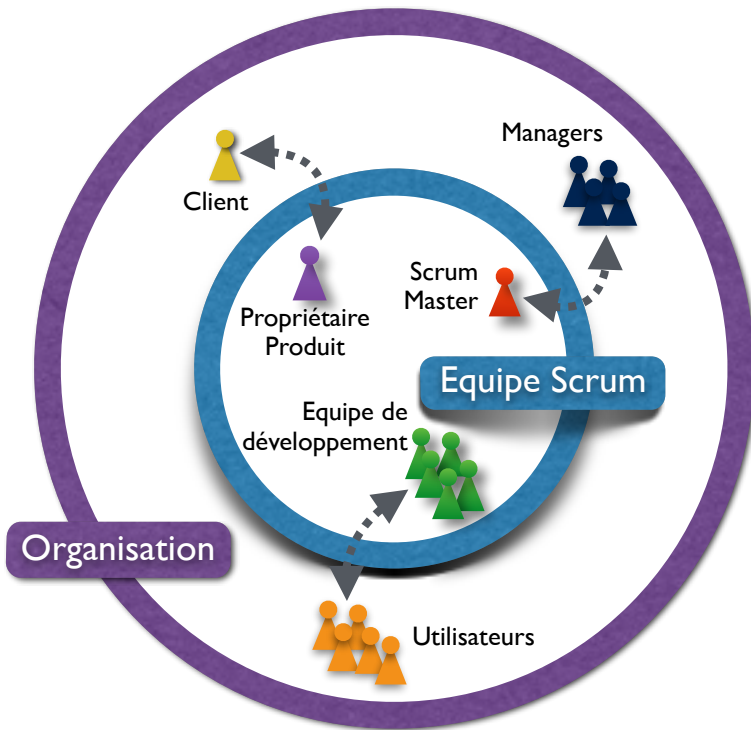 Managers
Client
Scrum
Master
Propriétaire
Produit
Equipe Scrum
Equipe de
développement
Organisation
Utilisateurs